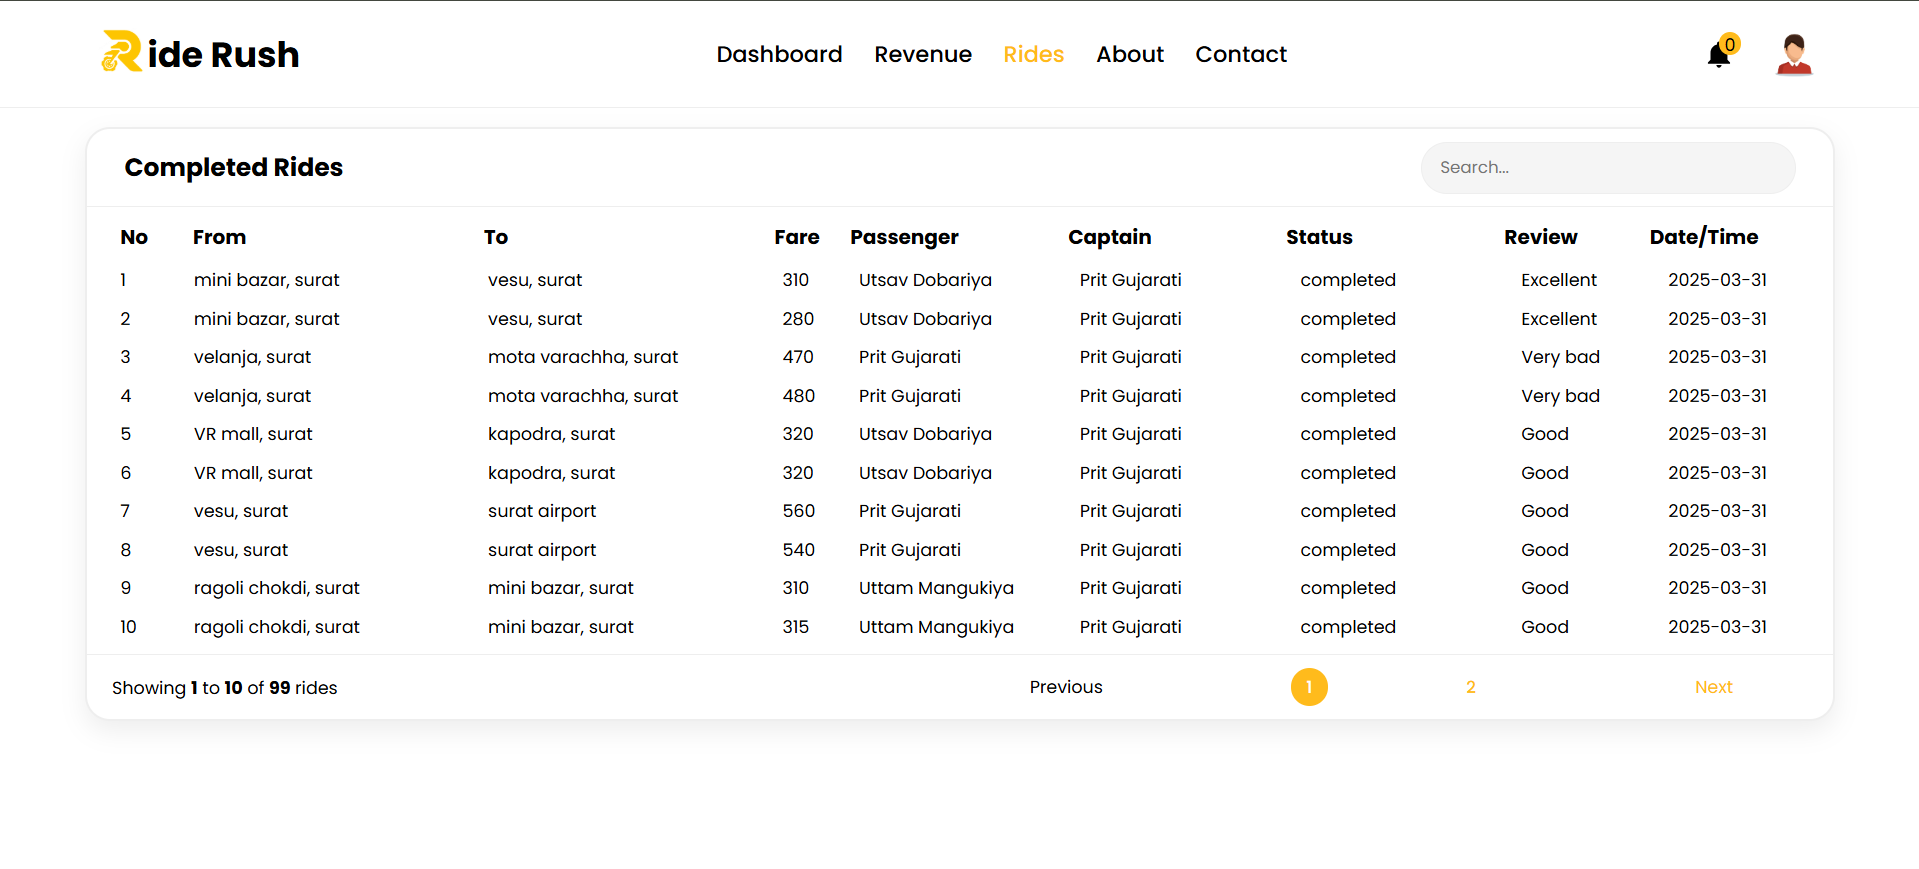 Ride Rush
Dashboard Revenue Rides About Contact
0
Completed Rides
Search...
No From To Fare Passenger Captain Status Review Date/Time
1 mini bazar, surat vesu, surat 310 Utsav Dobariya Prit Gujarati completed Excellent 2025-03-31
2 mini bazar, surat vesu, surat 280 Utsav Dobariya Prit Gujarati completed Excellent 2025-03-31
3 velanja, surat mota varachha, surat 470 Prit Gujarati Prit Gujarati completed Very bad 2025-03-31
4 velanja, surat mota varachha, surat 480 Prit Gujarati Prit Gujarati completed Very bad 2025-03-31
5 VR mall, surat kapodra, surat 320 Utsav Dobariya Prit Gujarati completed Good 2025-03-31
6 VR mall, surat kapodra, surat 320 Utsav Dobariya Prit Gujarati completed Good 2025-03-31
7 vesu, surat surat airport 560 Prit Gujarati Prit Gujarati completed Good 2025-03-31
8 vesu, surat surat airport 540 Prit Gujarati Prit Gujarati completed Good 2025-03-31
9 ragoli chokdi, surat mini bazar, surat 310 Uttam Mangukiya Prit Gujarati completed Good 2025-03-31
10 ragoli chokdi, surat mini bazar, surat 315 Uttam Mangukiya Prit Gujarati completed Good 2025-03-31
Showing 1 to 10 of 99 rides Previous 1 2 Next